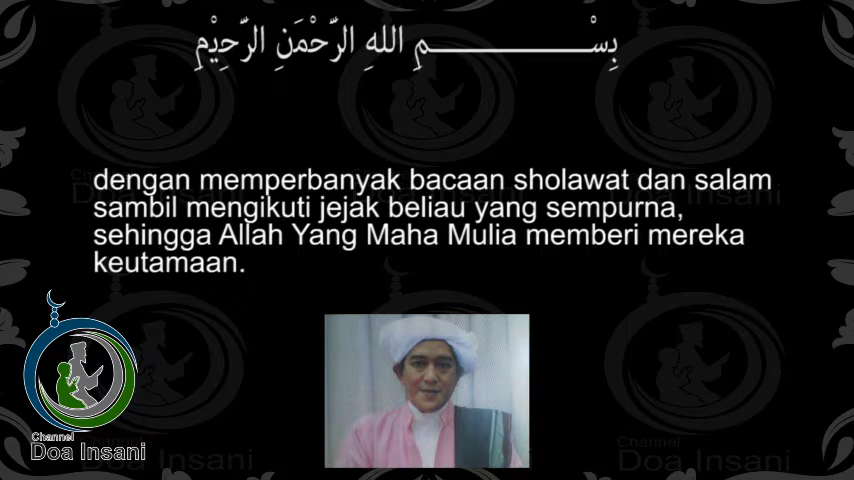 بِسْــــــــــــــــــمِ اللهِ الرَّحْمَنِ الرَّحِيْمِ
dengan memperbanyak bacaan sholawat dan salam
sambil mengikuti jejak beliau yang sempurna,
sehingga Allah Yang Maha Mulia memberi mereka
keutamaan.
Channel
Doa Insani